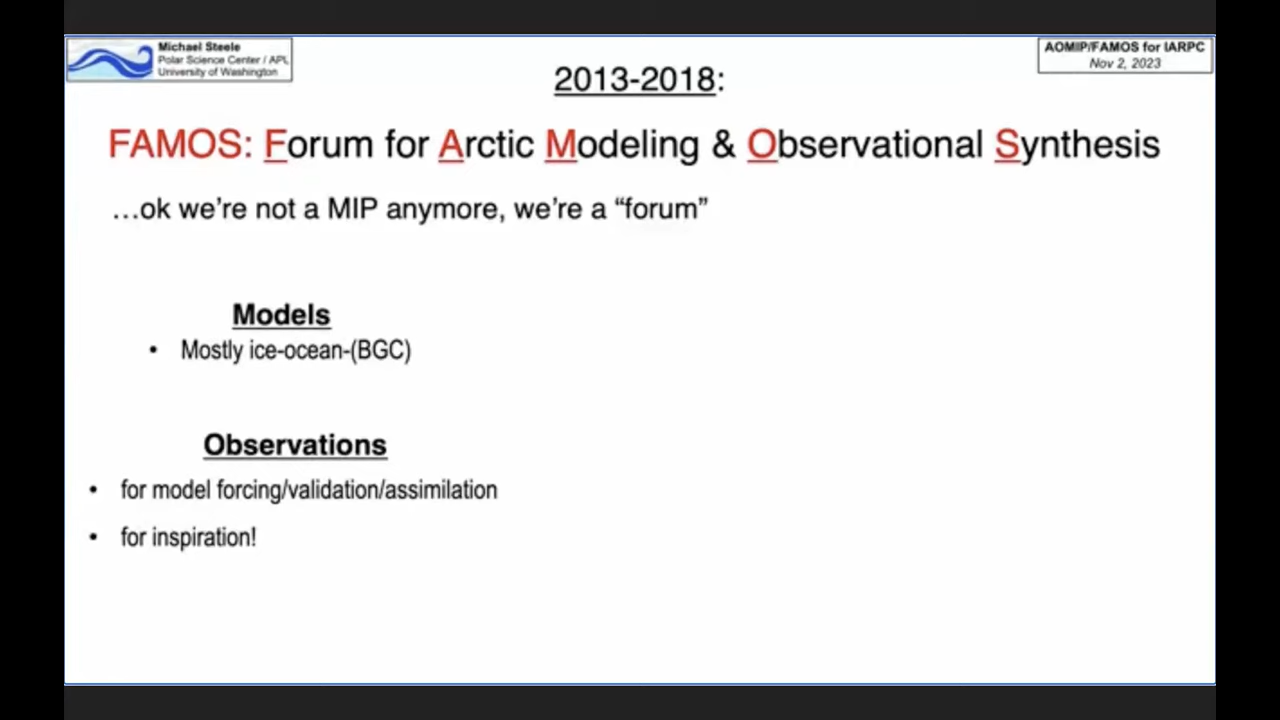 Michael Steele
Polar Science Center / APL
University of Washington
AOMIP/FAMOS for IARPC
Nov 2, 2023
2013-2018:
FAMOS: Forum for Arctic Modeling & Observational Synthesis
…ok we're not a MIP anymore, we're a “forum”
Models
• Mostly ice-ocean-(BGC)
Observations
• for model forcing/validation/assimilation
• for inspiration!